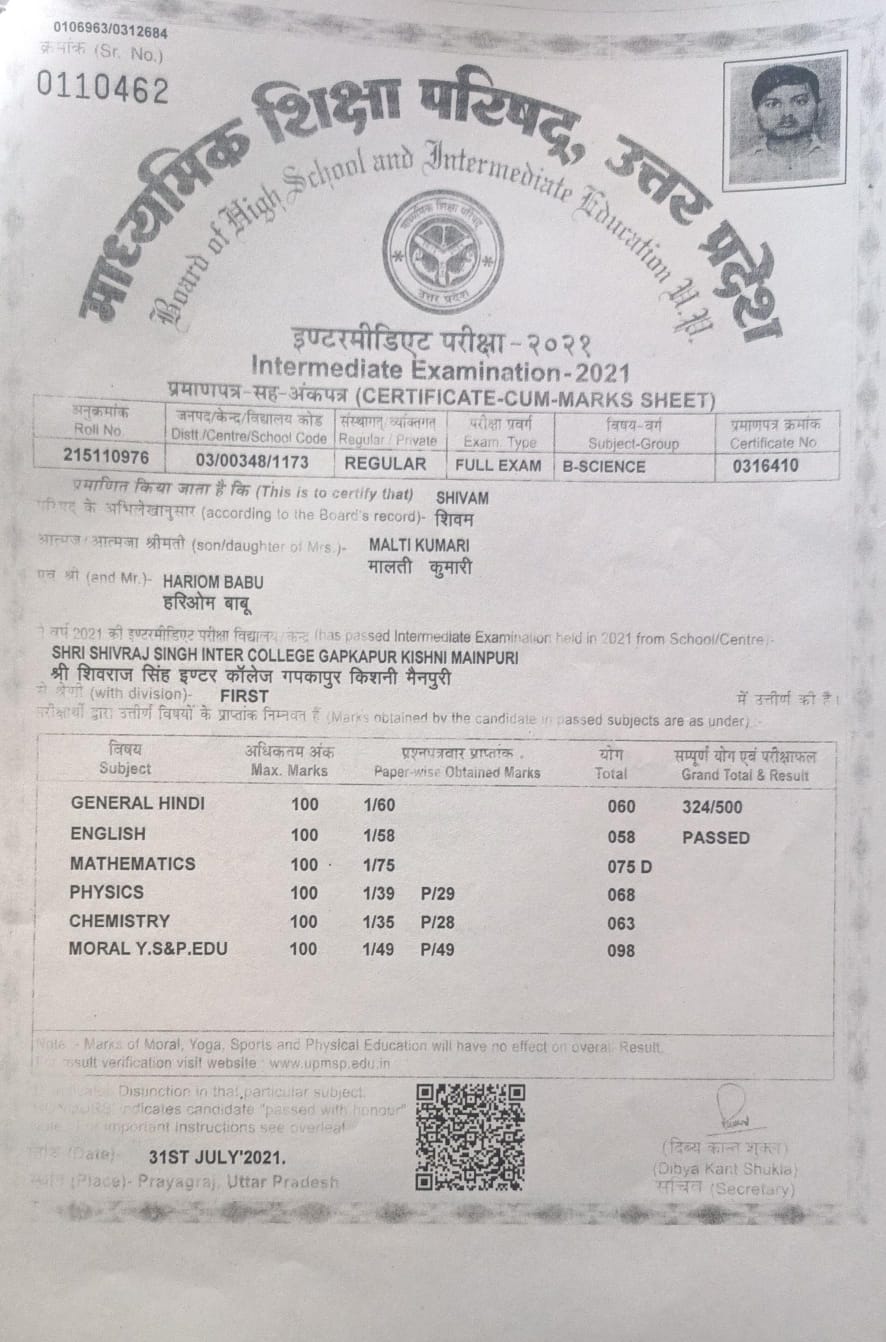 0106963/0312684
क्रमांक (Sr. No.)
0110462
माध्यमिक शिक्षा परिषद्, उत्तर प्रदेश
Board of High School and Intermediate Education U.P.
माध्यमिक शिक्षा परिषद्
उत्तर प्रदेश
इण्टरमीडिएट परीक्षा-२०२१
Intermediate Examination-2021
प्रमाणपत्र-सह-अंकपत्र (CERTIFICATE-CUM-MARKS SHEET)
अनुक्रमांक जनपद/केन्द्र/विद्यालय कोड संस्थागत/व्यक्तिगत परीक्षा प्रवर्ग विषय-वर्ग प्रमाणपत्र क्रमांक
Roll No. Distt./Centre/School Code Regular / Private Exam. Type Subject-Group Certificate No
215110976 03/00348/1173 REGULAR FULL EXAM B-SCIENCE 0316410
प्रमाणित किया जाता है कि (This is to certify that) SHIVAM
परिषद के अभिलेखानुसार (according to the Board's record)- शिवम
आत्मज/आत्मजा श्रीमती (son/daughter of Mrs.)- MALTI KUMARI
मालती कुमारी
एवं श्री (and Mr.)- HARIOM BABU
हरिओम बाबू
ने वर्ष 2021 की इण्टरमीडिएट परीक्षा विद्यालय/केन्द्र (has passed Intermediate Examination held in 2021 from School/Centre)-
SHRI SHIVRAJ SINGH INTER COLLEGE GAPKAPUR KISHNI MAINPURI
श्री शिवराज सिंह इण्टर कॉलेज गपकापुर किशनी मैनपुरी
से श्रेणी (with division)- FIRST में उत्तीर्ण की है।
परीक्षार्थी द्वारा उत्तीर्ण विषयों के प्राप्तांक निम्नवत हैं (Marks obtained by the candidate in passed subjects are as under) :-
विषय अधिकतम अंक प्रश्नपत्रवार प्राप्तांक योग सम्पूर्ण योग एवं परीक्षाफल
Subject Max. Marks Paper-wise Obtained Marks Total Grand Total & Result
GENERAL HINDI 100 1/60 060 324/500
ENGLISH 100 1/58 058 PASSED
MATHEMATICS 100 1/75 075 D
PHYSICS 100 1/39 P/29 068
CHEMISTRY 100 1/35 P/28 063
MORAL Y.S&P.EDU 100 1/49 P/49 098
Note :- Marks of Moral, Yoga, Sports and Physical Education will have no effect on overall Result.
For result verification visit website : www.upmsp.edu.in
indicates Distinction in that particular subject.
indicates candidate "passed with honour"
Note : For important instructions see overleaf
(Date)- 31ST JULY'2021.
(Place)- Prayagraj, Uttar Pradesh
(दिब्य कान्त शुक्ल)
(Dibya Kant Shukla)
सचिव (Secretary)